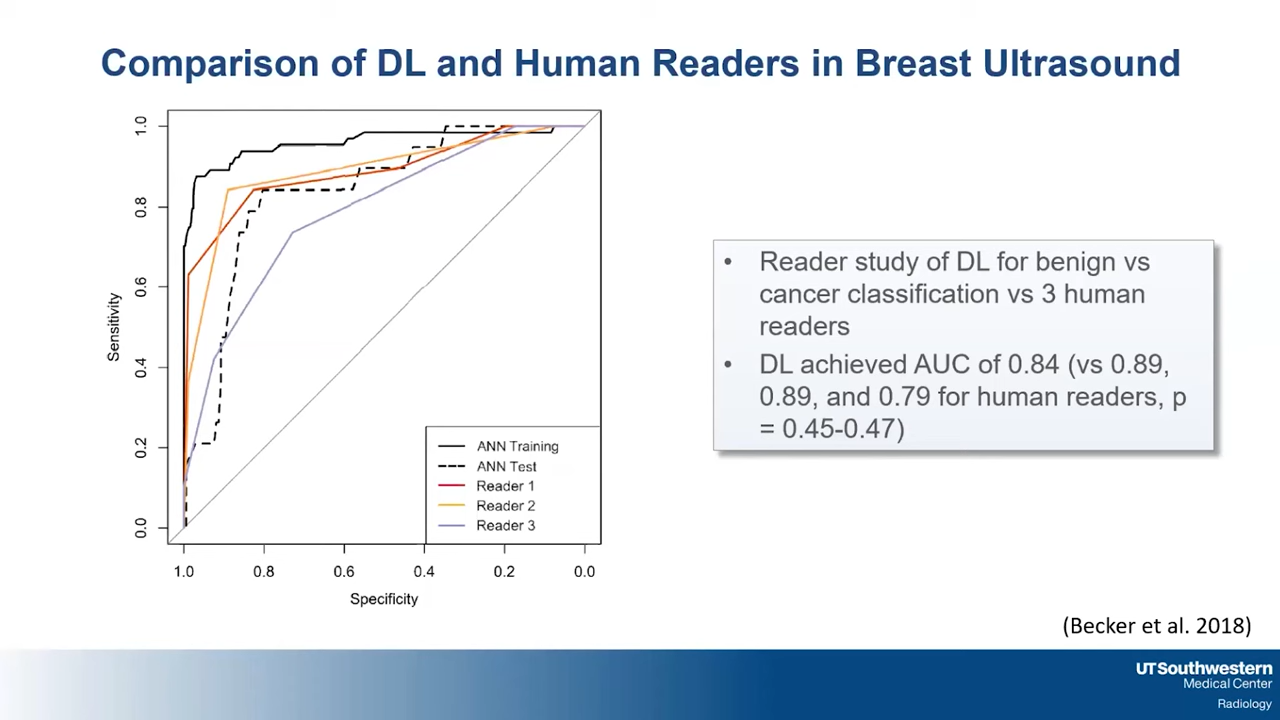 Comparison of DL and Human Readers in Breast Ultrasound
Sensitivity
1.0
0.8
0.6
0.4
0.2
0.0
ANN Training
ANN Test
Reader 1
Reader 2
Reader 3
1.0 0.8 0.6 0.4 0.2 0.0
Specificity
• Reader study of DL for benign vs
cancer classification vs 3 human
readers
• DL achieved AUC of 0.84 (vs 0.89,
0.89, and 0.79 for human readers, p
= 0.45-0.47)
(Becker et al. 2018)
UTSouthwestern
Medical Center
Radiology